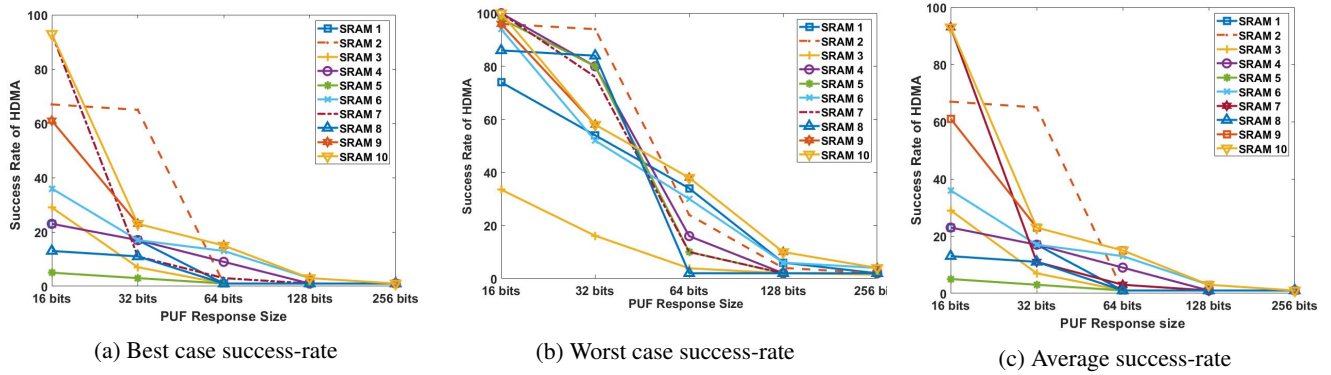 100
80
60
40
20
0
Success Rate of HDMA
16 bits 32 bits 64 bits 128 bits 256 bits
PUF Response Size
SRAM 1
SRAM 2
SRAM 3
SRAM 4
SRAM 5
SRAM 6
SRAM 7
SRAM 8
SRAM 9
SRAM 10
(a) Best case success-rate
100
80
60
40
20
0
Success Rate of HDMA
16 bits 32 bits 64 bits 128 bits 256 bi
PUF Response Size
SRAM 1
SRAM 2
SRAM 3
SRAM 4
SRAM 5
SRAM 6
SRAM 7
SRAM 8
SRAM 9
SRAM 10
(b) Worst case success-rate
100
80
60
40
20
0
Success Rate of HDMA
16 bits 32 bits 64 bits 128 bits 256 bits
PUF Response size
SRAM 1
SRAM 2
SRAM 3
SRAM 4
SRAM 5
SRAM 6
SRAM 7
SRAM 8
SRAM 9
SRAM 10
(c) Average success-rate